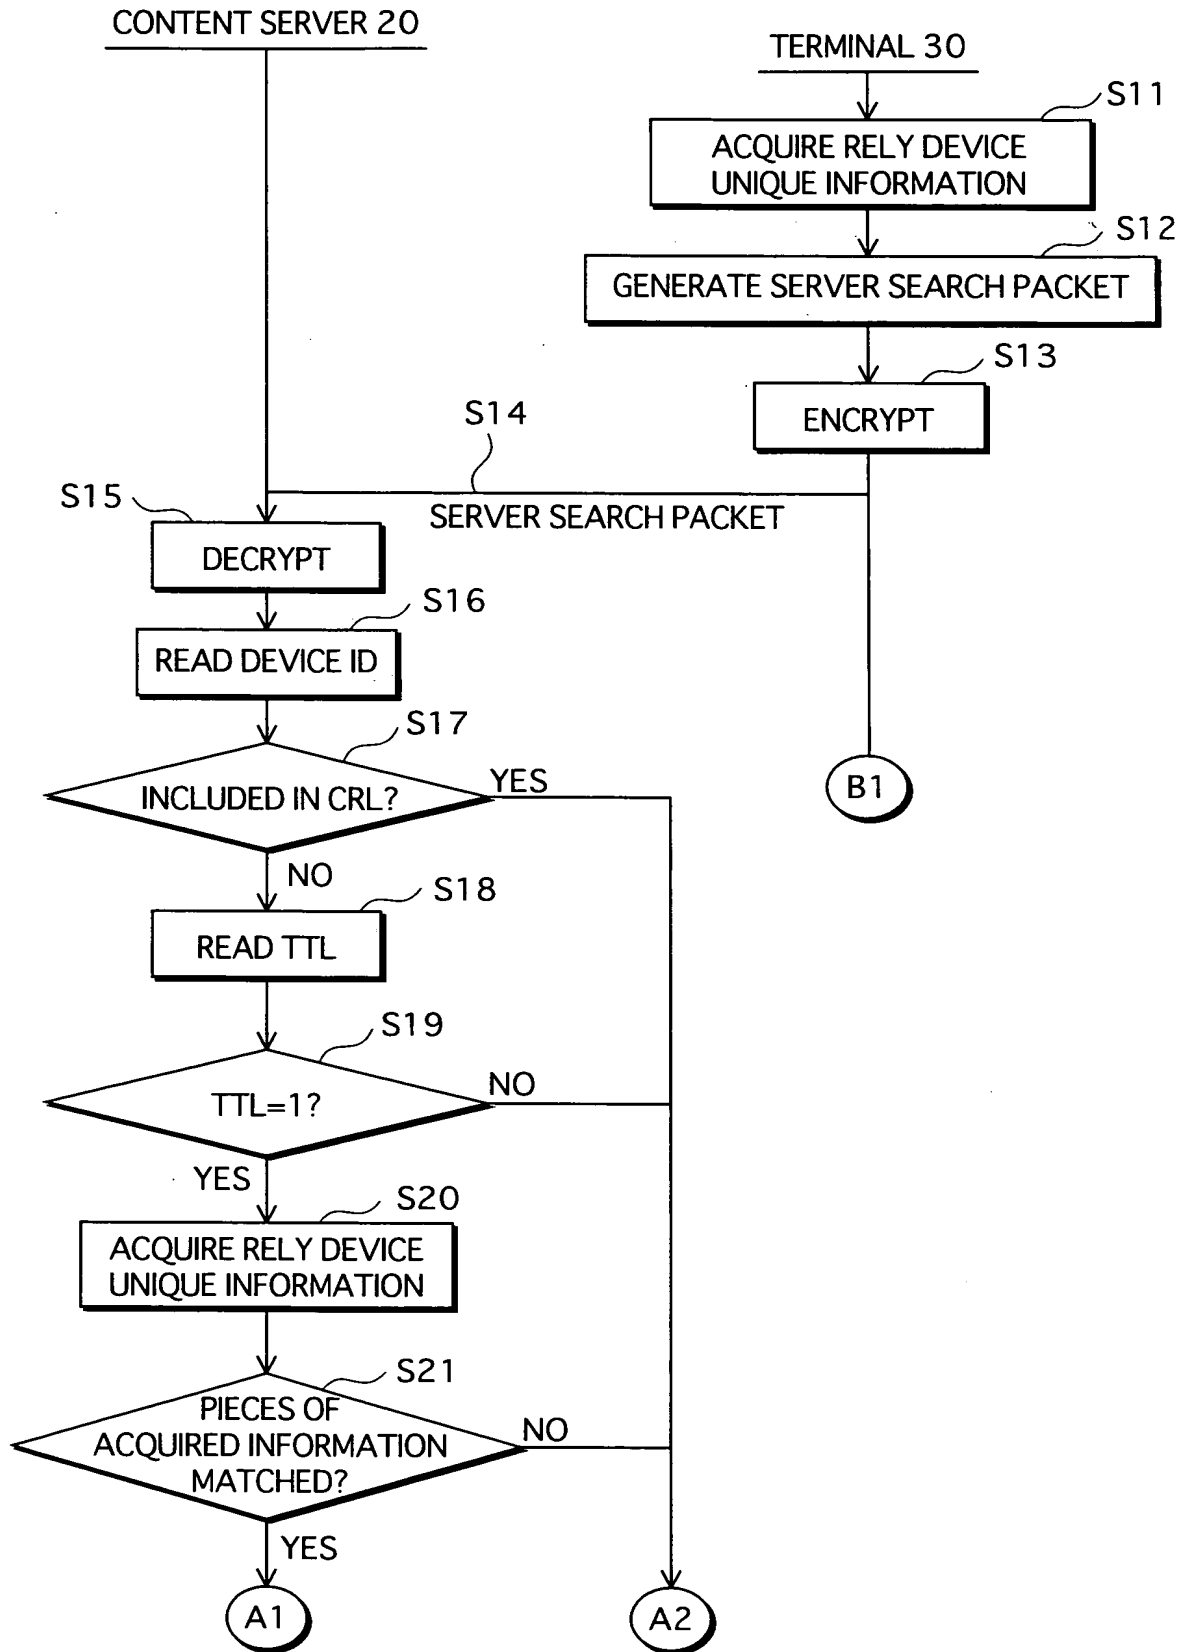 CONTENT SERVER 20
TERMINAL 30
S11
ACQUIRE RELY DEVICE
UNIQUE INFORMATION
S12
GENERATE SERVER SEARCH PACKET
S13
ENCRYPT
S14
SERVER SEARCH PACKET
S15
DECRYPT
S16
READ DEVICE ID
S17
INCLUDED IN CRL?
YES
B1
NO
S18
READ TTL
S19
TTL=1?
NO
YES
S20
ACQUIRE RELY DEVICE
UNIQUE INFORMATION
S21
PIECES OF
ACQUIRED INFORMATION
MATCHED?
NO
YES
A1
A2